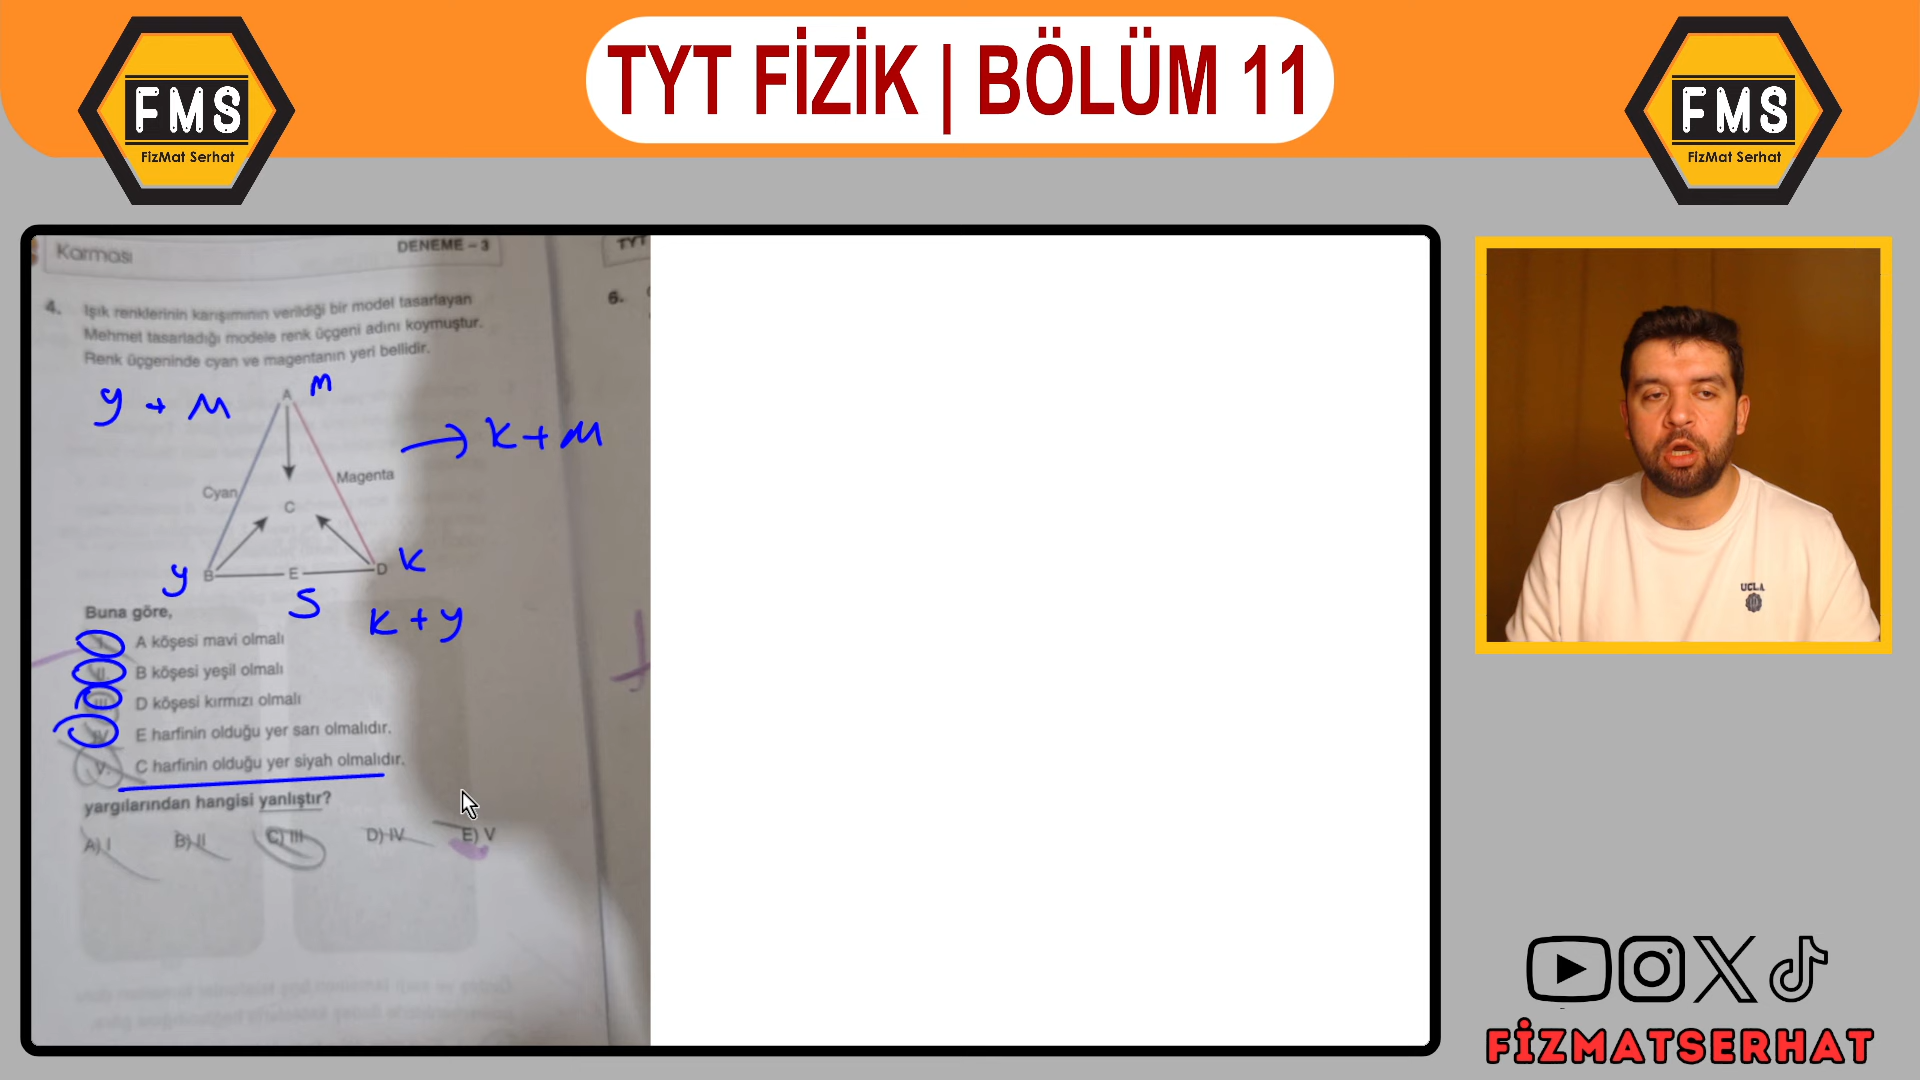 TYT FİZİK | BÖLÜM 11
FMS
FizMat Serhat
FMS
FizMat Serhat
Karması
DENEME - 3
TYT
4. Işık renklerinin karışımının verildiği bir model tasarlayan
Mehmet tasarladığı modele renk üçgeni adını koymuştur.
Renk üçgeninde cyan ve magentanın yeri bellidir.
6.
y + M
A
M
K + M
Cyan
Magenta
C
y
B
E
D
K
S
K + y
Buna göre,
I. A köşesi mavi olmalı
II. B köşesi yeşil olmalı
III. D köşesi kırmızı olmalı
IV. E harfinin olduğu yer sarı olmalıdır.
V. C harfinin olduğu yer siyah olmalıdır.
yargılarından hangisi yanlıştır?
A) I B) II C) III D) IV E) V
UCLA
FİZMATSERHAT